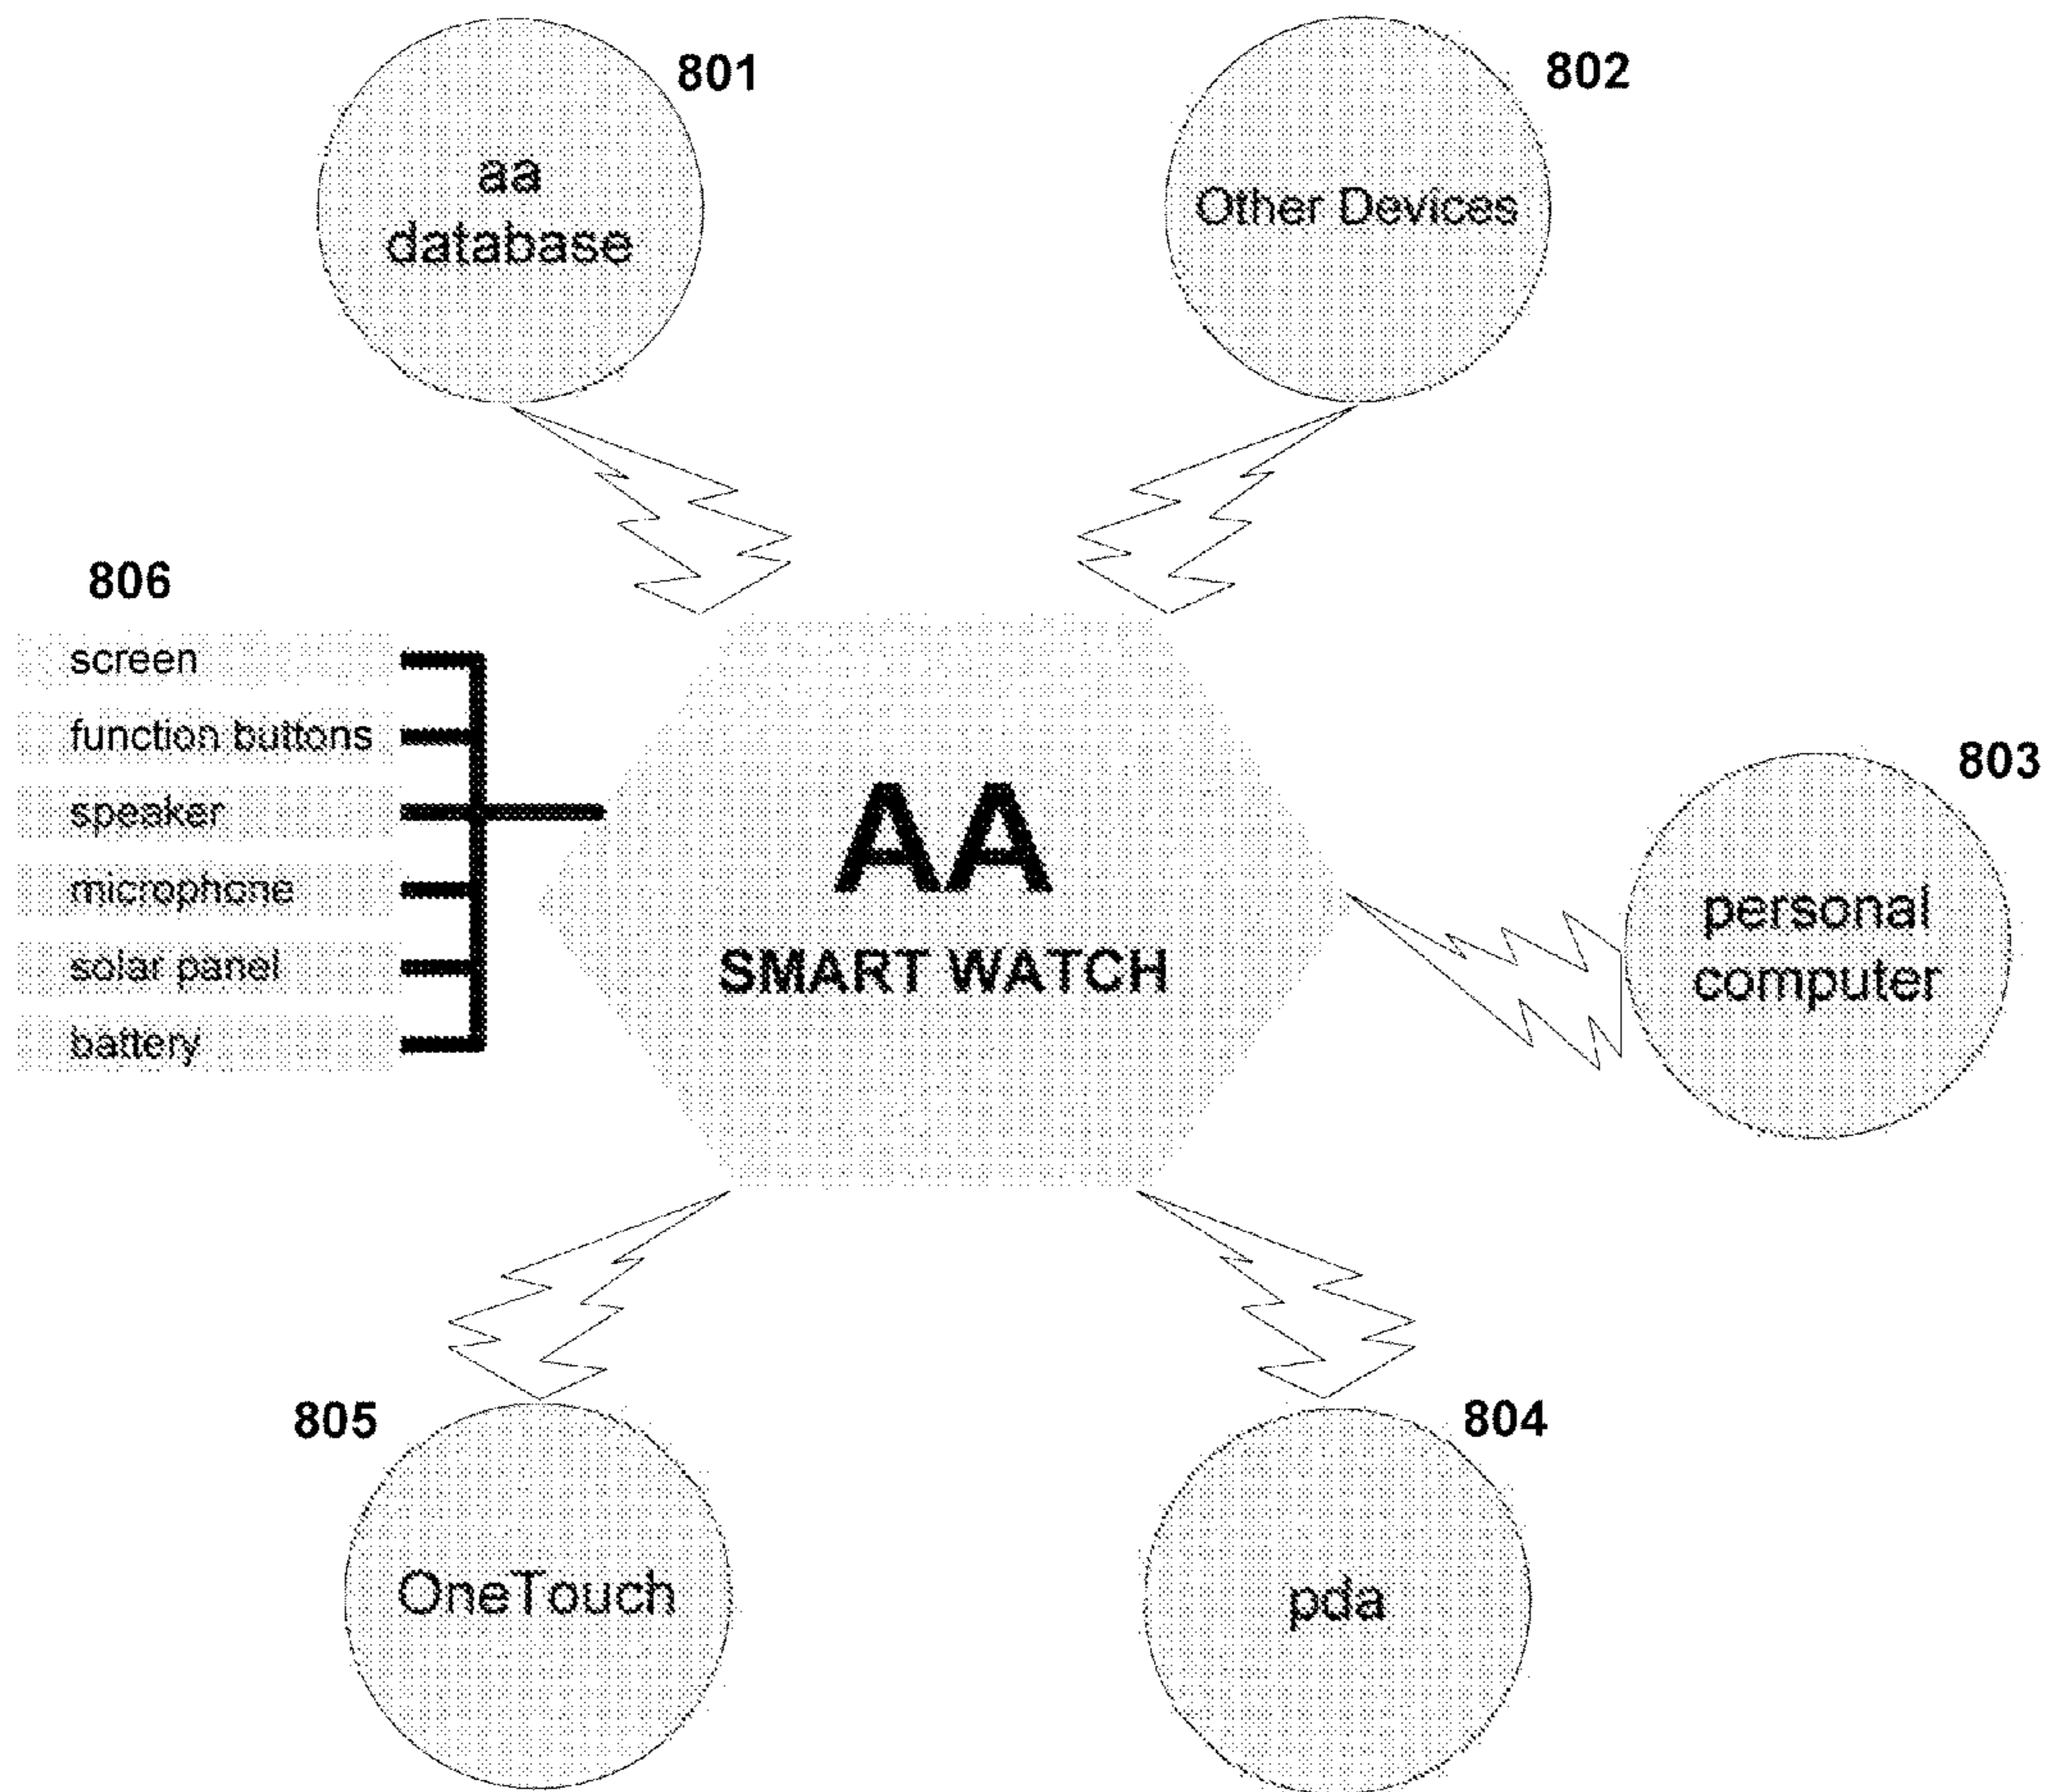 801
aa
database
802
Other Devices
806
screen
function buttons
speaker
microphone
solar panel
battery
AA
SMART WATCH
803
personal
computer
805
OneTouch
804
pda